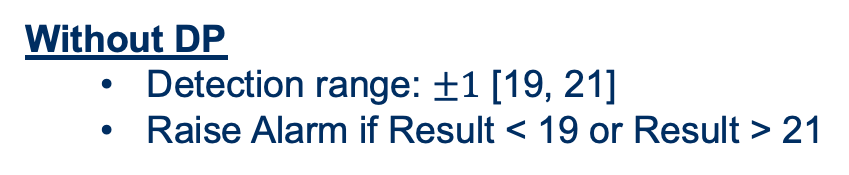 Without DP
• Detection range: ±1 [19, 21]
• Raise Alarm if Result < 19 or Result > 21